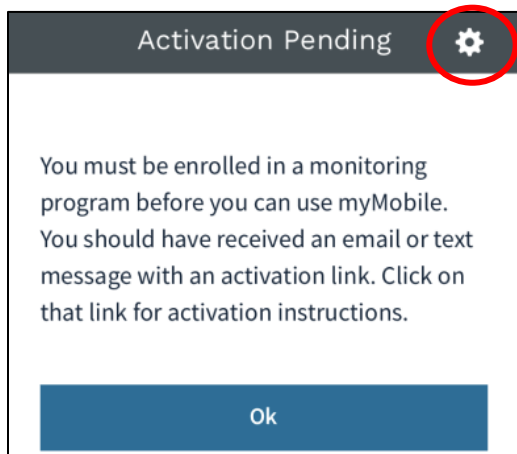 Activation Pending
You must be enrolled in a monitoring
program before you can use myMobile.
You should have received an email or text
message with an activation link. Click on
that link for activation instructions.
Ok